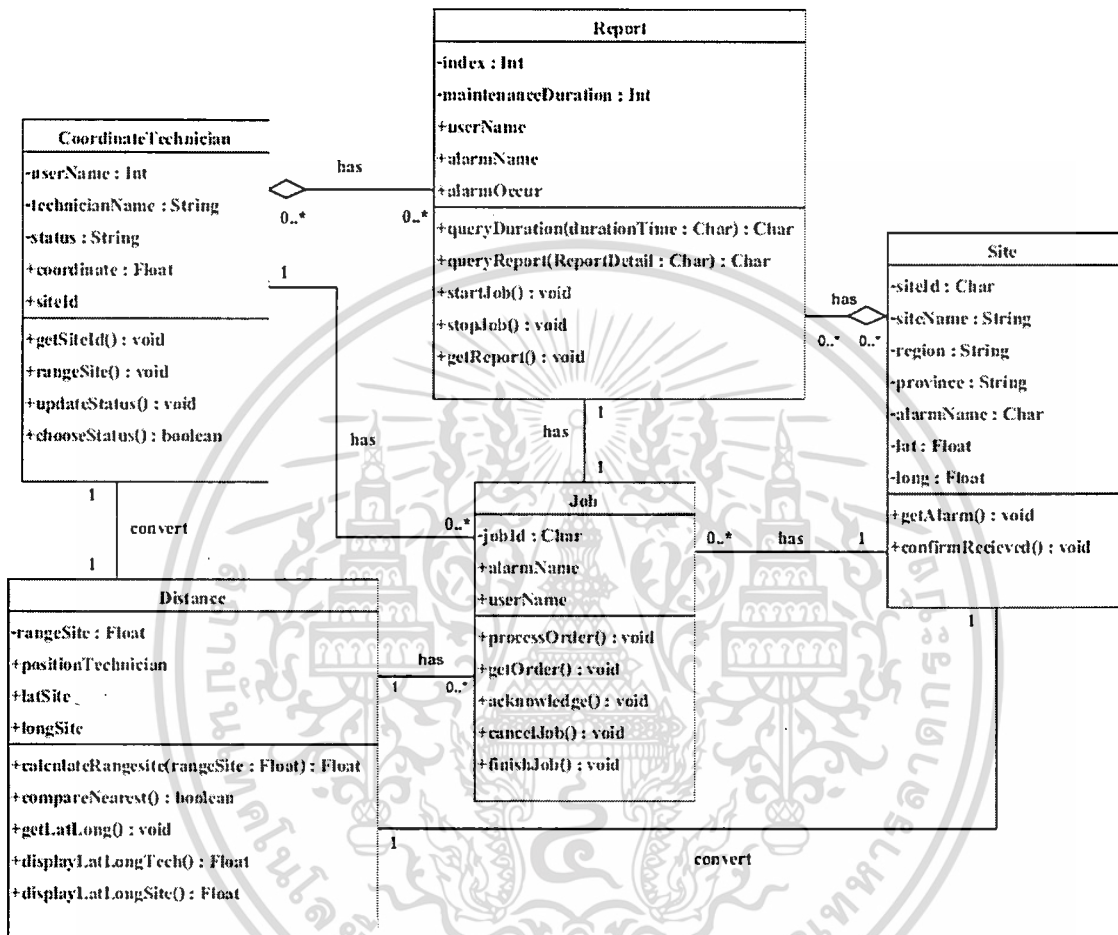 Report
-index : Int
-maintenanceDuration : Int
+userName
+alarmName
+alarmOccur
+queryDuration(durationTime : Char) : Char
+queryReport(ReportDetail : Char) : Char
+startJob() : void
+stopJob() : void
+getReport() : void
CoordinateTechnician
-userName : Int
-technicianName : String
-status : String
+coordinate : Float
+siteId
+getSiteId() : void
+rangeSite() : void
+updateStatus() : void
+chooseStatus() : boolean
has
0..*
0..*
Site
-siteId : Char
-siteName : String
-region : String
-province : String
-alarmName : Char
-lat : Float
-long : Float
+getAlarm() : void
+confirmRecieved() : void
has
0..*
0..*
1
has
0..*
1
has
1
Job
-jobId : Char
+alarmName
+userName
+processOrder() : void
+getOrder() : void
+acknowledge() : void
+cancelJob() : void
+finishJob() : void
0..*
has
1
1
convert
1
Distance
-rangeSite : Float
+positionTechnician
+latSite
+longSite
+calculateRangesite(rangeSite : Float) : Float
+compareNearest() : boolean
+getLatLong() : void
+displayLatLongTech() : Float
+displayLatLongSite() : Float
has
1
0..*
1
1
convert